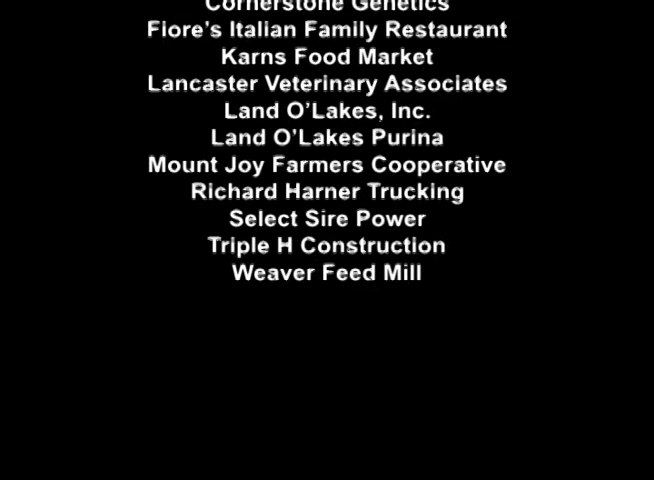 Cornerstone Genetics
Fiore's Italian Family Restaurant
Karns Food Market
Lancaster Veterinary Associates
Land O'Lakes, Inc.
Land O'Lakes Purina
Mount Joy Farmers Cooperative
Richard Harner Trucking
Select Sire Power
Triple H Construction
Weaver Feed Mill